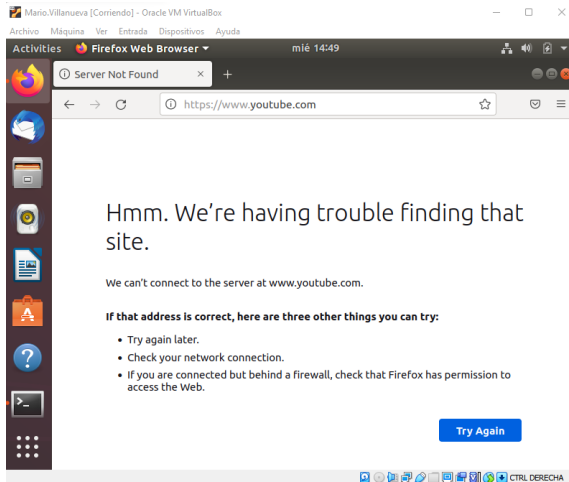 Mario.Villanueva [Corriendo] - Oracle VM VirtualBox
Archivo Máquina Ver Entrada Dispositivos Ayuda
Activities Firefox Web Browser mié 14:49
Server Not Found
https://www.youtube.com
Hmm. We’re having trouble finding that
site.
We can’t connect to the server at www.youtube.com.
If that address is correct, here are three other things you can try:
• Try again later.
• Check your network connection.
• If you are connected but behind a firewall, check that Firefox has permission to
access the Web.
Try Again
CTRL DERECHA